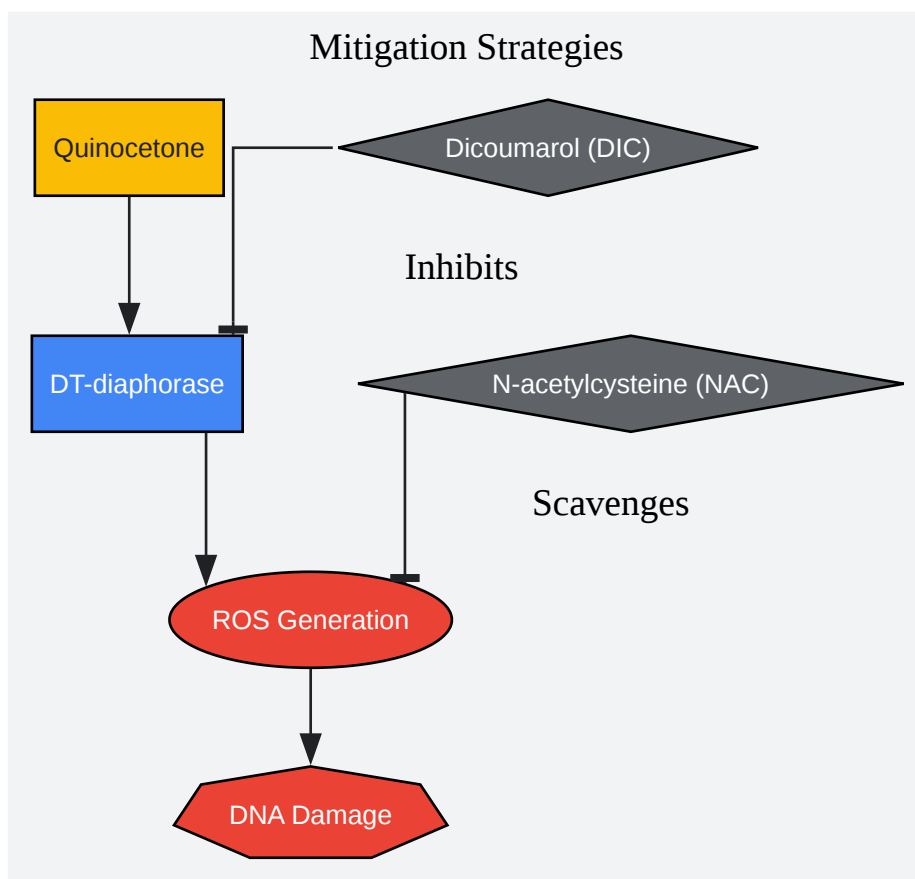 Mitigation Strategies
Quinocetone
Dicoumarol (DIC)
Inhibits
DT-diaphorase
N-acetylcysteine (NAC)
Scavenges
ROS Generation
DNA Damage